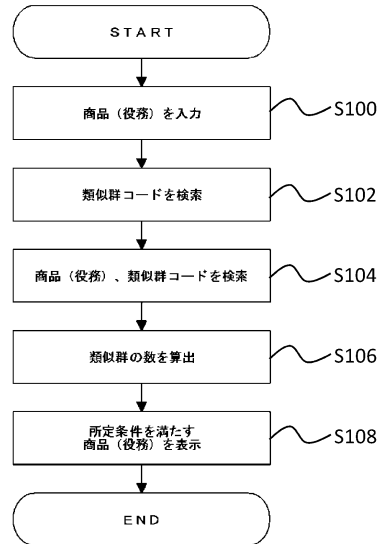 START
商品（役務）を入力
S100
類似群コードを検索
S102
商品（役務）、類似群コードを検索
S104
類似群の数を算出
S106
所定条件を満たす
商品（役務）を表示
S108
END